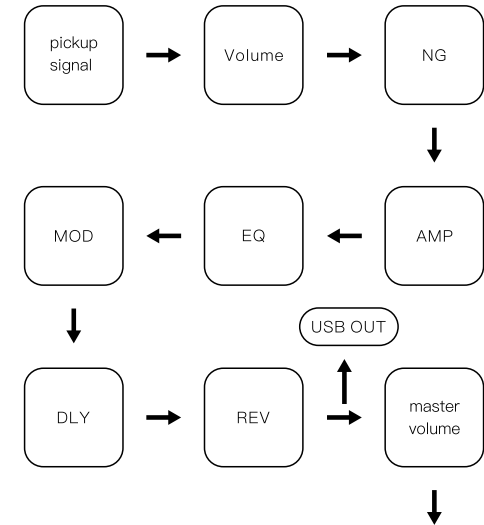 pickup
signal
Volume
NG
AMP
EQ
MOD
DLY
REV
USB OUT
master
volume